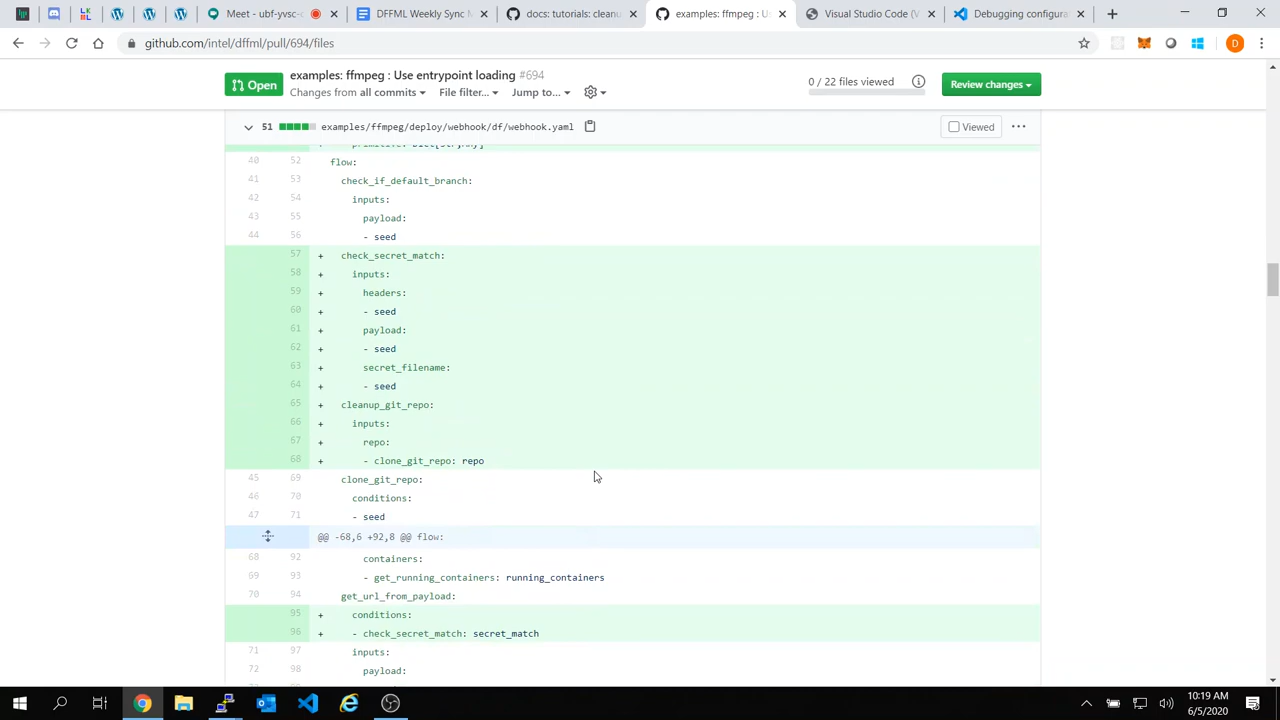 Meet - ubf-yvsc-c
DFFML Weekly Sync M
docs: tutorials: cleanu
examples: ffmpeg : Us
Visual Studio Code (V
Debugging configurat
github.com/intel/dffml/pull/694/files
D
Open
examples: ffmpeg : Use entrypoint loading #694
Changes from all commits
File filter...
Jump to...
0 / 22 files viewed
Review changes
51 examples/ffmpeg/deploy/webhook/df/webhook.yaml
Viewed
40 52 flow:
41 53 check_if_default_branch:
42 54 inputs:
43 55 payload:
44 56 - seed
57 + check_secret_match:
58 + inputs:
59 + headers:
60 + - seed
61 + payload:
62 + - seed
63 + secret_filename:
64 + - seed
65 + cleanup_git_repo:
66 + inputs:
67 + repo:
68 + - clone_git_repo: repo
45 69 clone_git_repo:
46 70 conditions:
47 71 - seed
@@ -68,6 +92,8 @@ flow:
68 92 containers:
69 93 - get_running_containers: running_containers
70 94 get_url_from_payload:
95 + conditions:
96 + - check_secret_match: secret_match
71 97 inputs:
72 98 payload:
10:19 AM
6/5/2020